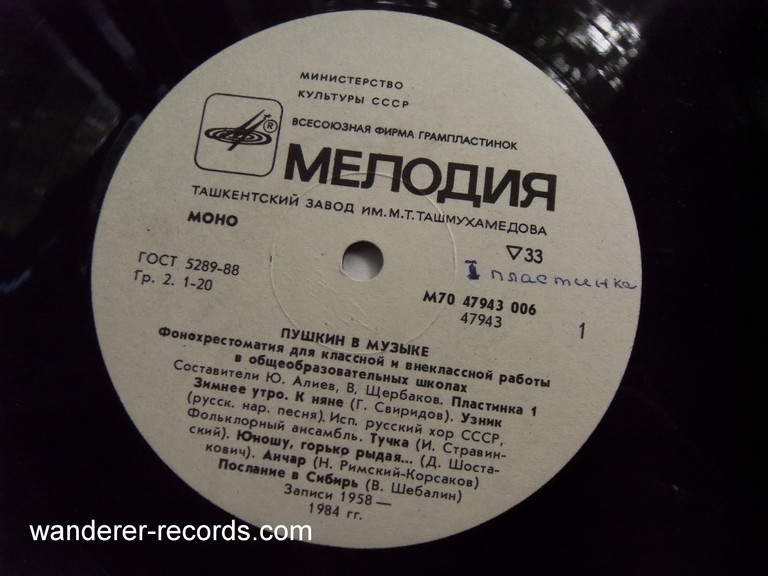 МИНИСТЕРСТВО
КУЛЬТУРЫ СССР
ВСЕСОЮЗНАЯ ФИРМА ГРАМПЛАСТИНОК
®
МЕЛОДИЯ
ТАШКЕНТСКИЙ ЗАВОД ИМ. М. Т. ТАШМУХАМЕДОВА
МОНО
▽33
I пластинка
ГОСТ 5289-88
Гр. 2. 1-20
М70 47943 006
47943
1
ПУШКИН В МУЗЫКЕ
Фонохрестоматия для классной и внеклассной работы
в общеобразовательных школах
Составители Ю. Алиев, В. Щербаков. Пластинка 1
Зимнее утро. К няне (Г. Свиридов). Узник
(русск. нар. песня). Исп. русский хор СССР,
Фольклорный ансамбль. Тучка (И. Стравин-
ский). Юношу, горько рыдая... (Д. Шоста-
кович). Анчар (Н. Римский-Корсаков)
Послание в Сибирь (В. Шебалин)
Записи 1958—
1984 гг.
wanderer-records.com